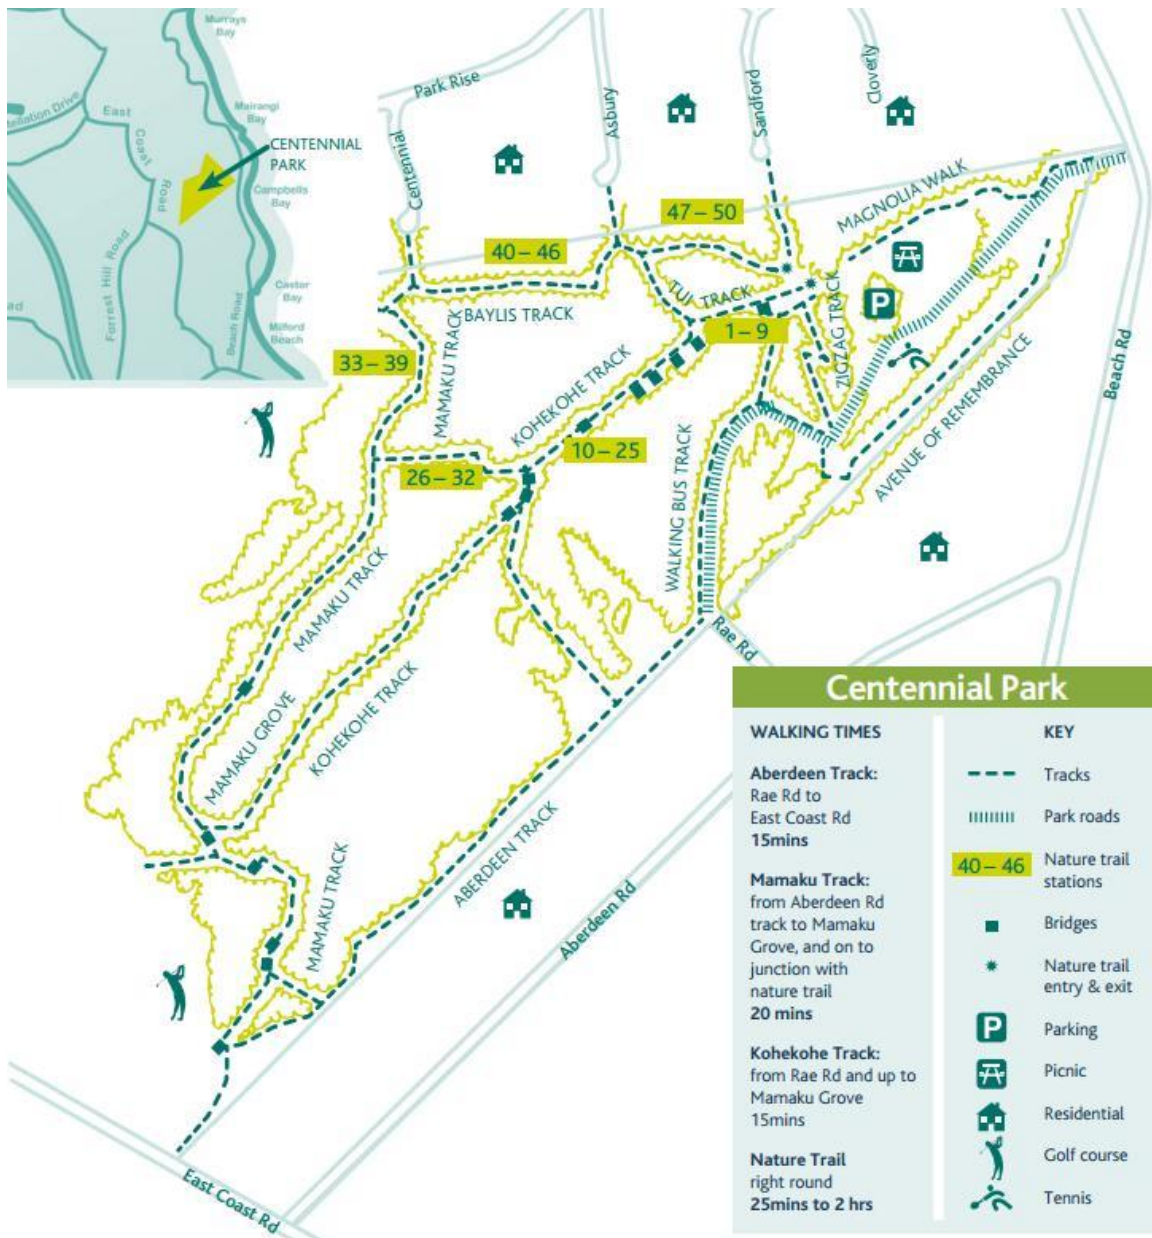 Murrays
Bay
tellation Drive
East
Coast
Road
Mairangi
Bay
CENTENNIAL
PARK
Campbells
Bay
Forrest Hill Road
Castor
Bay
Beach Road
Milford
Beach
ad
Park Rise
Centennial
Asbury
Sandford
Cloverly
MAGNOLIA WALK
47 – 50
40 – 46
TUI TRACK
BAYLIS TRACK
1 – 9
ZIGZAG TRACK
P
33 – 39
MAMAKU TRACK
KOHEKOHE TRACK
10 – 25
26 – 32
WALKING BUS TRACK
AVENUE OF REMEMBRANCE
Beach Rd
MAMAKU TRACK
Rae Rd
MAMAKU GROVE
KOHEKOHE TRACK
MAMAKU TRACK
ABERDEEN TRACK
Aberdeen Rd
East Coast Rd
Centennial Park
WALKING TIMES
Aberdeen Track:
Rae Rd to
East Coast Rd
15mins
Mamaku Track:
from Aberdeen Rd
track to Mamaku
Grove, and on to
junction with
nature trail
20 mins
Kohekohe Track:
from Rae Rd and up to
Mamaku Grove
15mins
Nature Trail
right round
25mins to 2 hrs
KEY
Tracks
Park roads
40 – 46
Nature trail
stations
Bridges
Nature trail
entry & exit
P
Parking
Picnic
Residential
Golf course
Tennis